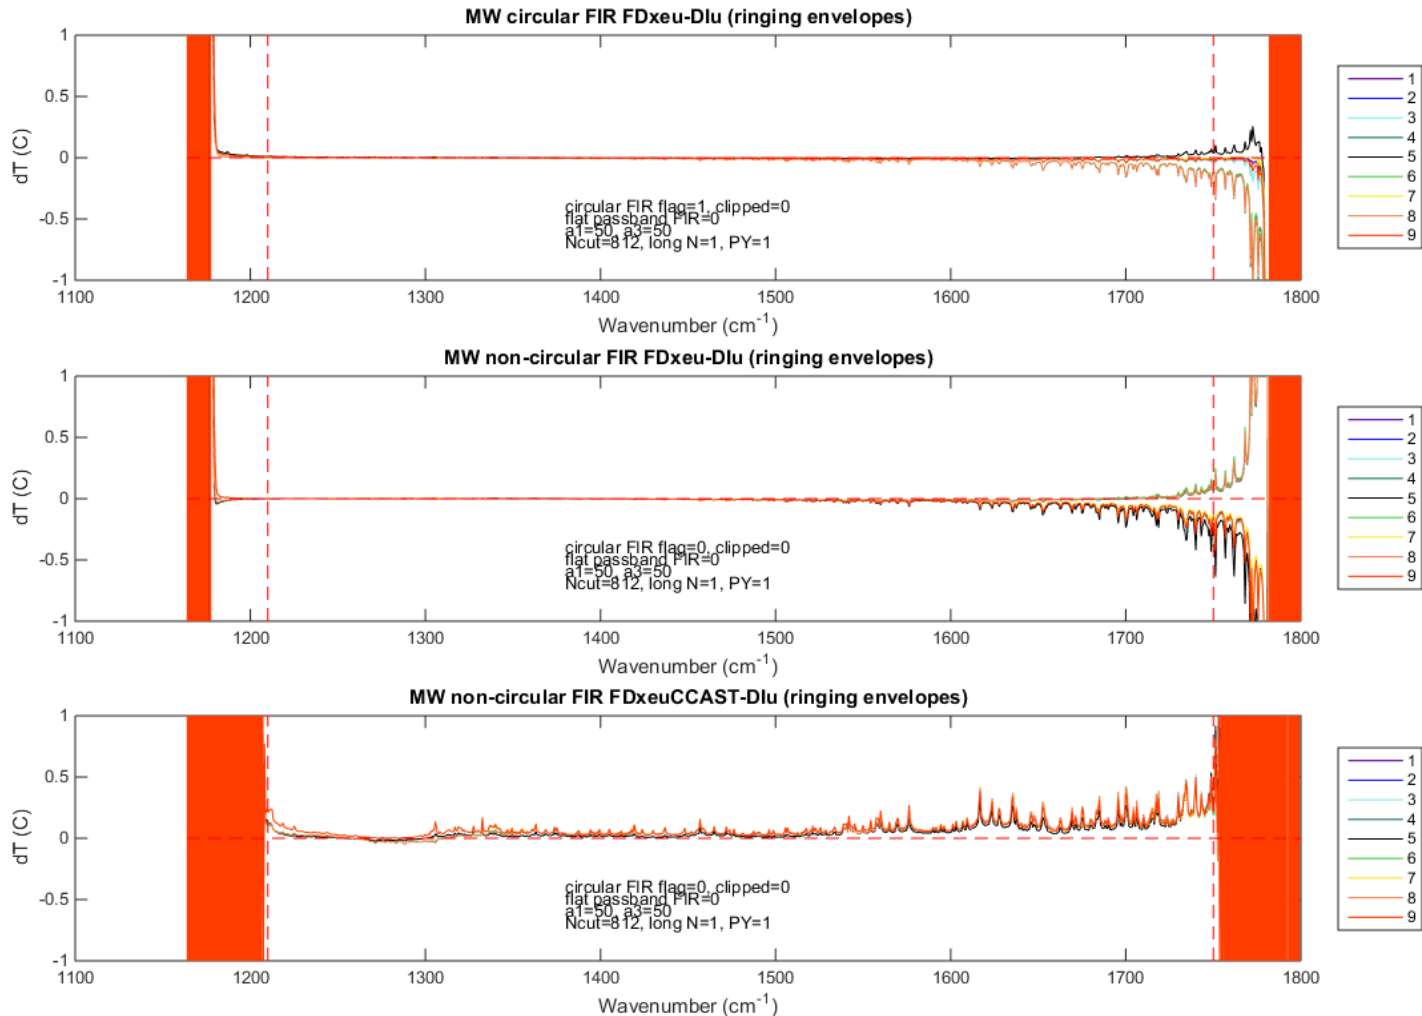 MW circular FIR FDxeu-Dlu (ringing envelopes)
1
0.5
0
-0.5
-1
dT (C)
circular FIR flag=1, clipped=0
flat passband FIR=0
a1=50, a3=50
Ncut=812, long N=1, PY=1
1100 1200 1300 1400 1500 1600 1700 1800
Wavenumber (cm-1)
1
2
3
4
5
6
7
8
9
MW non-circular FIR FDxeu-Dlu (ringing envelopes)
1
0.5
0
-0.5
-1
dT (C)
circular FIR flag=0, clipped=0
flat passband FIR=0
a1=50, a3=50
Ncut=812, long N=1, PY=1
1100 1200 1300 1400 1500 1600 1700 1800
Wavenumber (cm-1)
1
2
3
4
5
6
7
8
9
MW non-circular FIR FDxeuCCAST-Dlu (ringing envelopes)
1
0.5
0
-0.5
-1
dT (C)
circular FIR flag=0, clipped=0
flat passband FIR=0
a1=50, a3=50
Ncut=812, long N=1, PY=1
1100 1200 1300 1400 1500 1600 1700 1800
Wavenumber (cm-1)
1
2
3
4
5
6
7
8
9